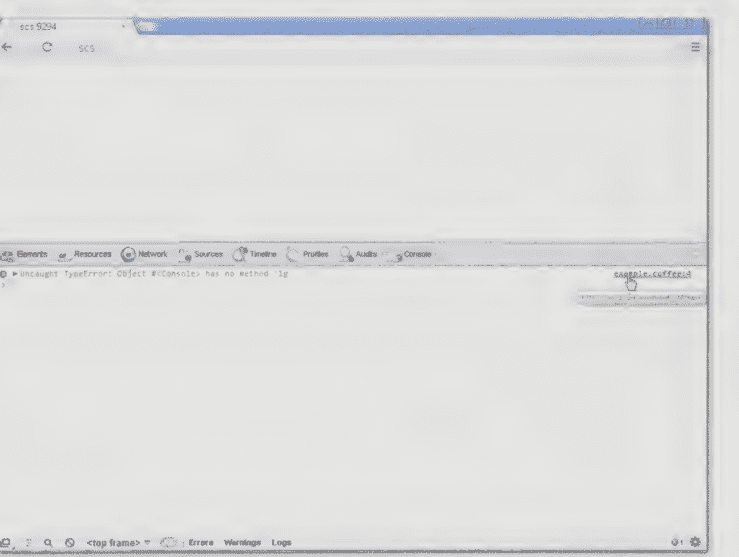 scs 9294
scs
Elements Resources Network Sources Timeline Profiles Audits Console
Uncaught TypeError: Object #<Console> has no method 'lg
example.coffee:4
<top frame> Errors Warnings Logs
1